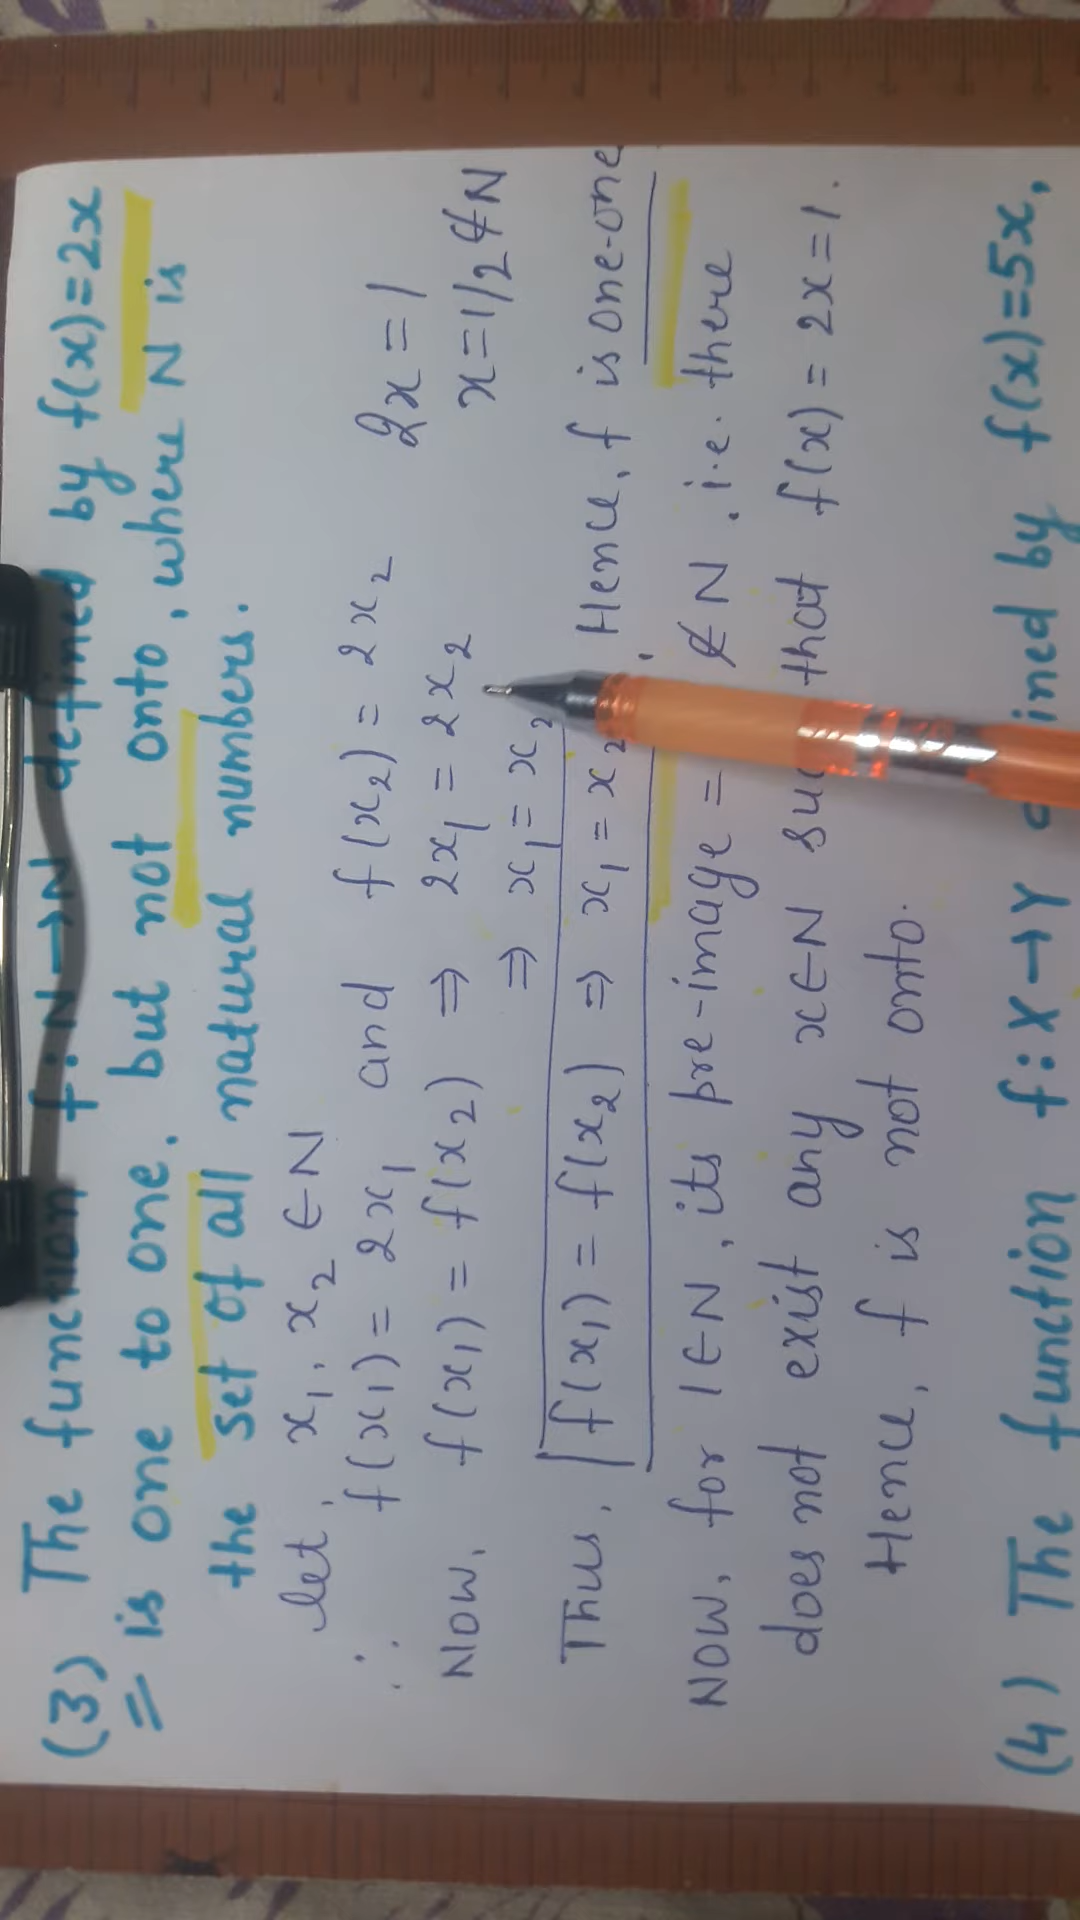 (3) The function f : N → N defined by f(x) = 2x
is one to one. but not onto, where N is
the set of all natural numbers.
let, x₁, x₂ ∈ N
∴ f(x₁) = 2x₁ and f(x₂) = 2x₂
2x = 1
Now, f(x₁) = f(x₂) ⇒ 2x₁ = 2x₂
x = 1/2 ∉ N
⇒ x₁ = x₂
Thus, f(x₁) = f(x₂) ⇒ x₁ = x₂. Hence, f is one-one
Now, for 1 ∈ N, its pre-image = ∉ N, i.e. there
does not exist any x ∈ N such that f(x) = 2x = 1.
Hence, f is not onto.
(4) The function f : X → Y defined by f(x) = 5x,